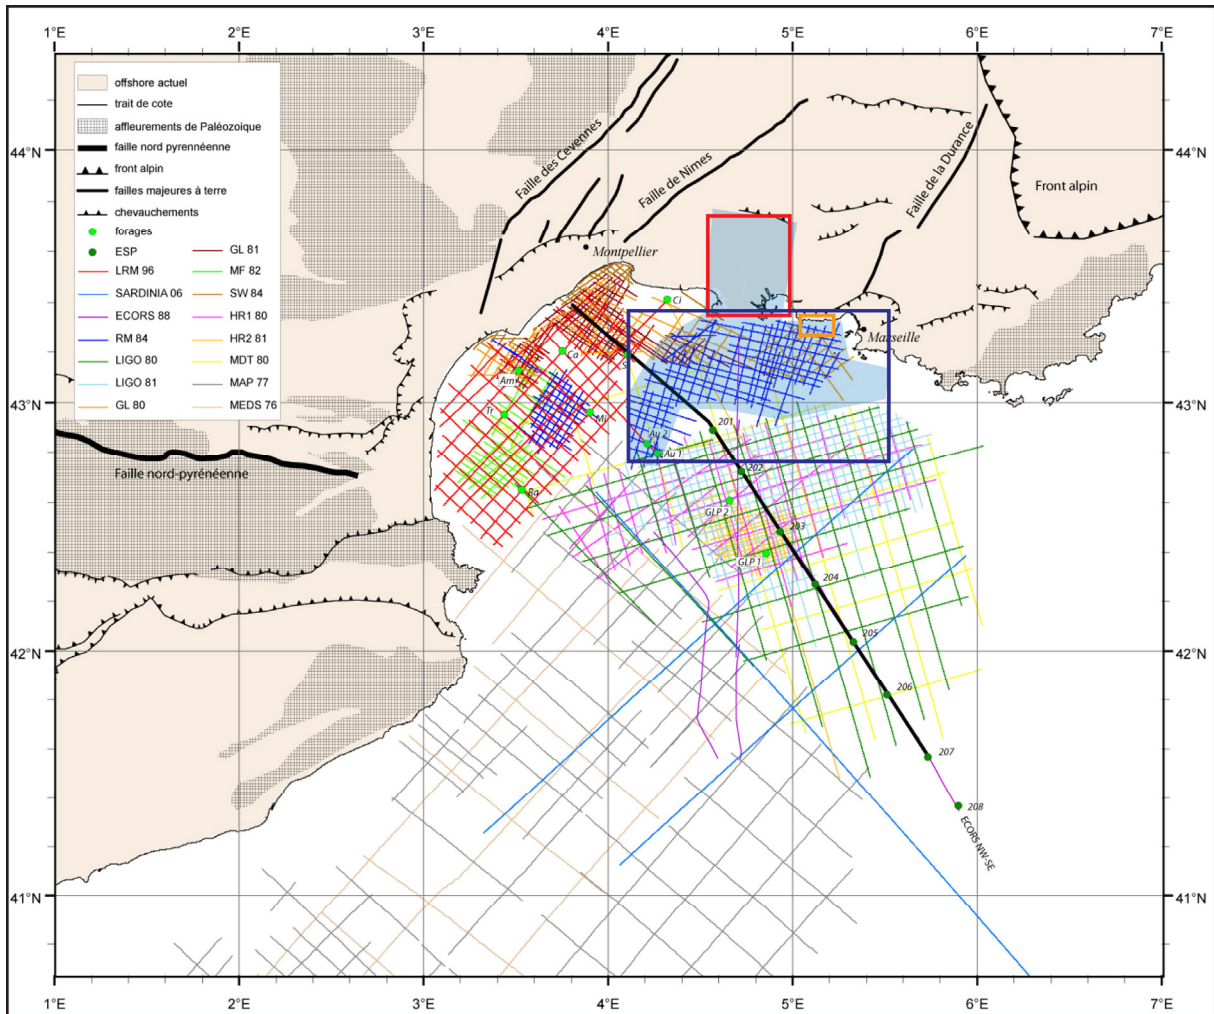 1°E 2°E 3°E 4°E 5°E 6°E 7°E
offshore actuel
trait de cote
affleurements de Paléozoique
faille nord pyrennéenne
front alpin
failles majeures à terre
chevauchements
forages
ESP
LRM 96
SARDINIA 06
ECORS 88
RM 84
LIGO 80
LIGO 81
GL 80
GL 81
MF 82
SW 84
HR1 80
HR2 81
MDT 80
MAP 77
MEDS 76
44°N 44°N
Faille des Cevennes
Faille de Nimes
Faille de la Durance
Front alpin
Montpellier
Ci
Marseille
Ca
S
Am
43°N 43°N
Tr
Mi
201
Au 2
Au 1
Faille nord-pyrénéenne
202
Ra
GLP 2
203
GLP 1
204
42°N 42°N
205
206
207
208
ECORS NW-SE
41°N 41°N
1°E 2°E 3°E 4°E 5°E 6°E 7°E